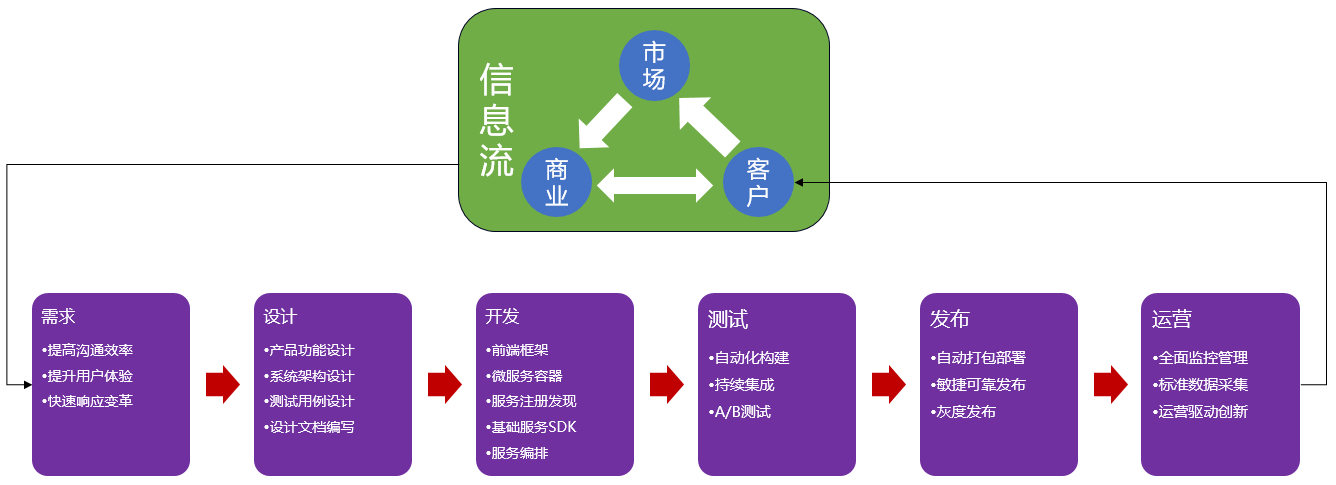 信息流
市场
商业
客户
需求
•提高沟通效率
•提升用户体验
•快速响应变革
设计
•产品功能设计
•系统架构设计
•测试用例设计
•设计文档编写
开发
•前端框架
•微服务容器
•服务注册发现
•基础服务SDK
•服务编排
测试
•自动化构建
•持续集成
•A/B测试
发布
•自动打包部署
•敏捷可靠发布
•灰度发布
运营
•全面监控管理
•标准数据采集
•运营驱动创新